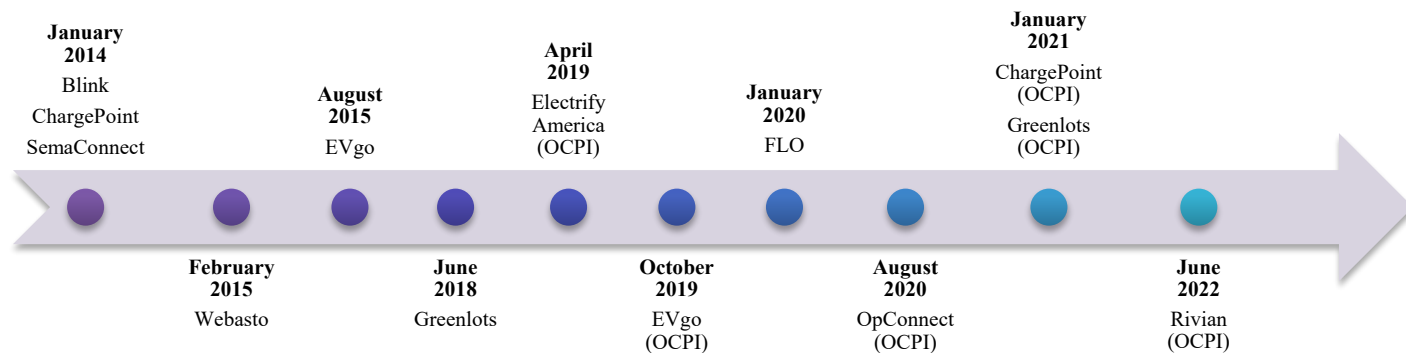 January
2014
Blink
ChargePoint
SemaConnect
February
2015
Webasto
August
2015
EVgo
June
2018
Greenlots
April
2019
Electrify
America
(OCPI)
October
2019
EVgo
(OCPI)
January
2020
FLO
August
2020
OpConnect
(OCPI)
January
2021
ChargePoint
(OCPI)
Greenlots
(OCPI)
June
2022
Rivian
(OCPI)